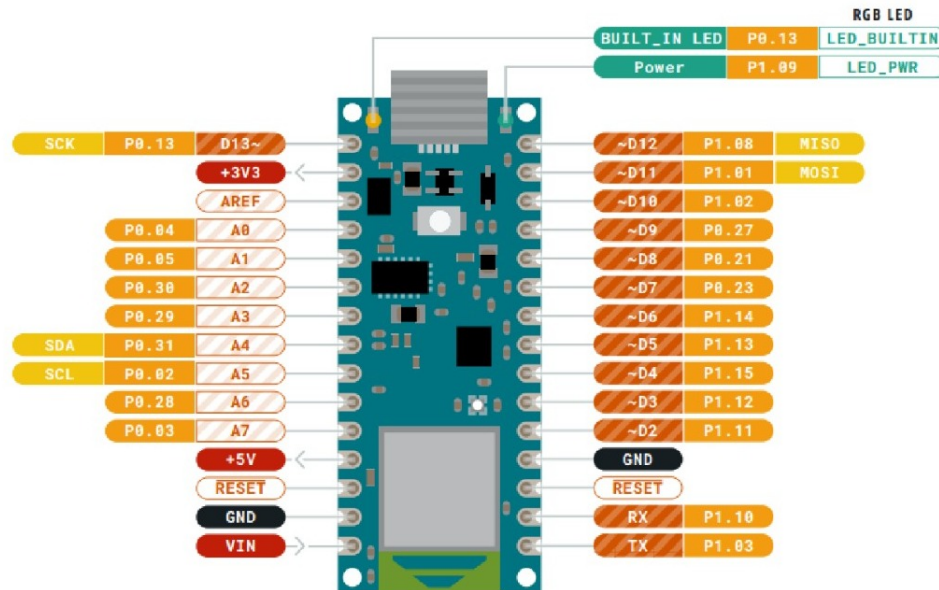 RGB LED
BUILT_IN LED P0.13 LED_BUILTIN
Power P1.09 LED_PWR
SCK P0.13 D13~
+3V3
AREF
P0.04 A0
P0.05 A1
P0.30 A2
P0.29 A3
SDA P0.31 A4
SCL P0.02 A5
P0.28 A6
P0.03 A7
+5V
RESET
GND
VIN
~D12 P1.08 MISO
~D11 P1.01 MOSI
~D10 P1.02
~D9 P0.27
~D8 P0.21
~D7 P0.23
~D6 P1.14
~D5 P1.13
~D4 P1.15
~D3 P1.12
~D2 P1.11
GND
RESET
RX P1.10
TX P1.03